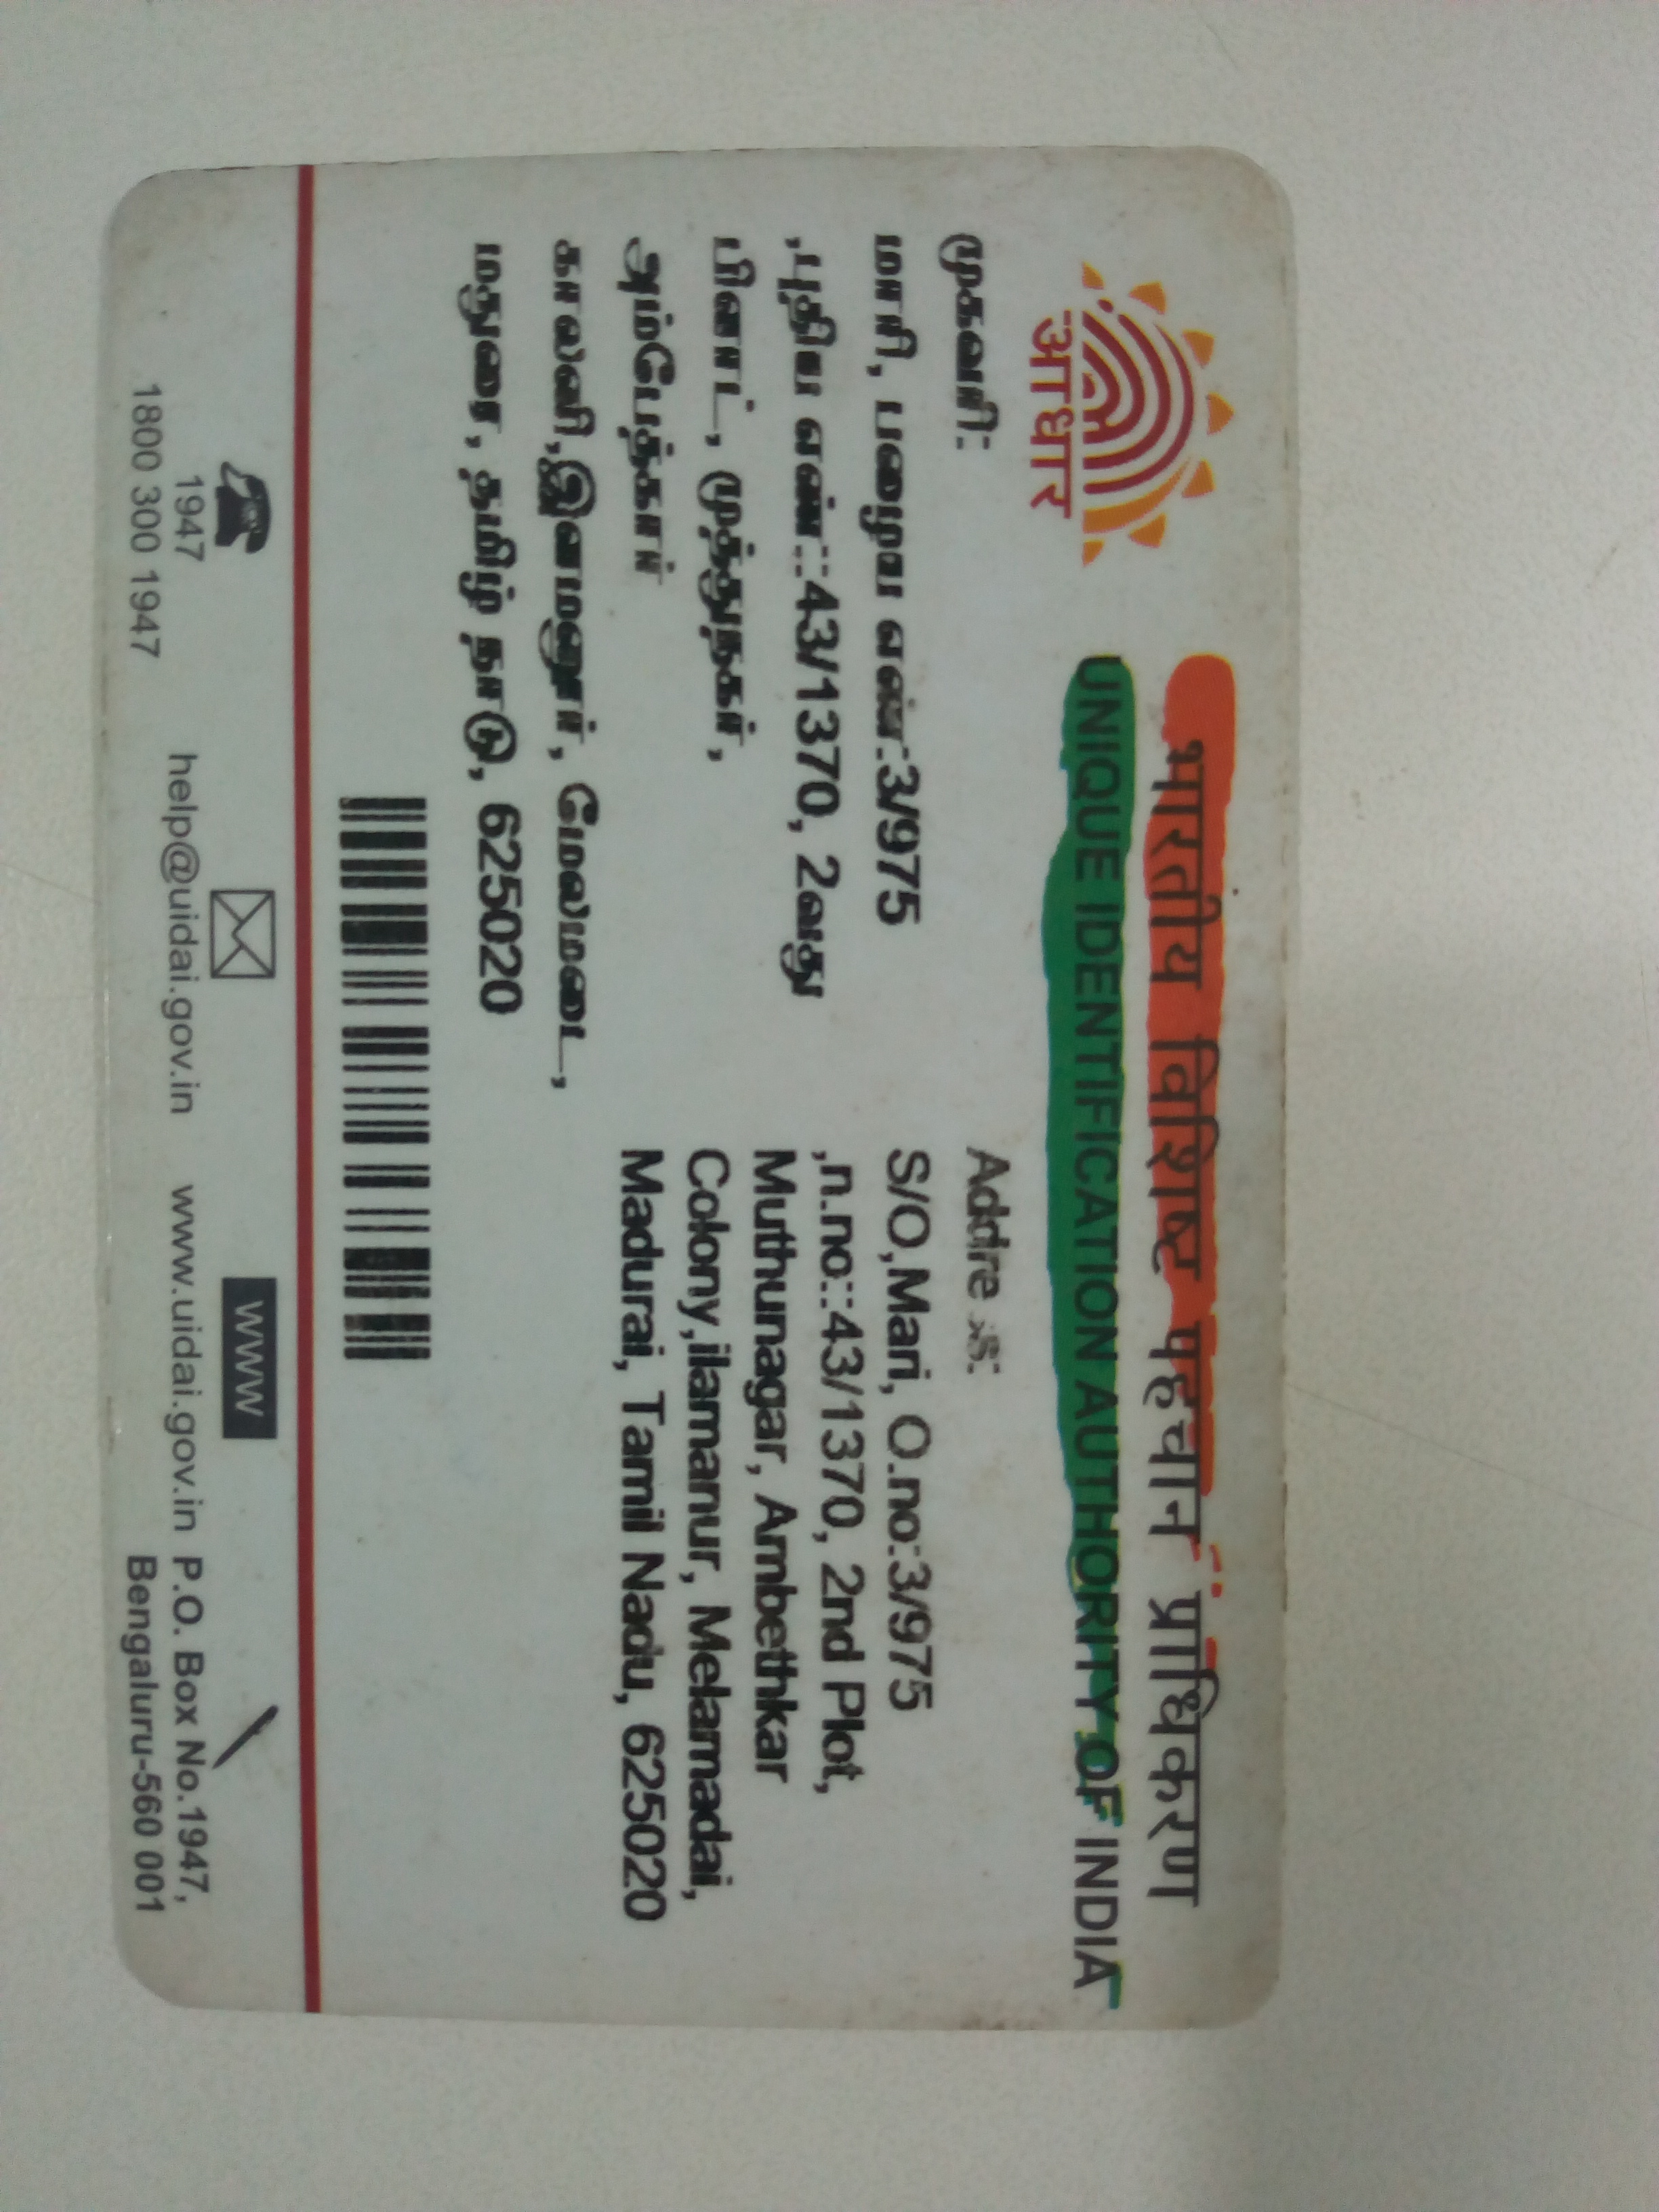 आधार
भारतीय विशिष्ट पहचान प्राधिकरण
UNIQUE IDENTIFICATION AUTHORITY OF INDIA
முகவரி:
மாரி, பழைய எண்:3/975
,புதிய எண்::43/1370, 2வது
பிளாட், முத்துநகர்,
அம்பேத்கார்
காலனி,இளமனூர், மேலமடை,
மதுரை, தமிழ் நாடு, 625020
Address:
S/O,Mari, O.no:3/975
,n.no::43/1370, 2nd Plot,
Muthunagar, Ambethkar
Colony,ilamanur, Melamadai,
Madurai, Tamil Nadu, 625020
1947
1800 300 1947
help@uidai.gov.in
www
www.uidai.gov.in
P.O. Box No.1947,
Bengaluru-560 001